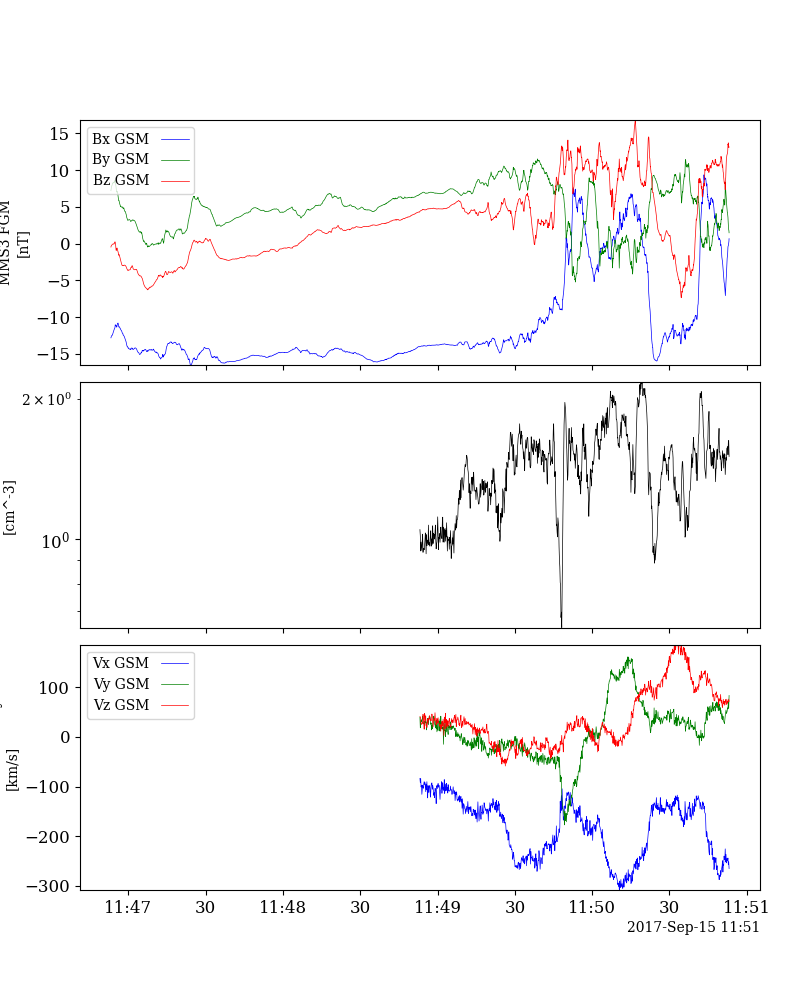 15
10
5
0
−5
−10
−15
MMS3 FGM
[nT]
Bx GSM
By GSM
Bz GSM
2 × 10⁰
10⁰
[cm^-3]
100
0
−100
−200
−300
[km/s]
Vx GSM
Vy GSM
Vz GSM
11:47 30 11:48 30 11:49 30 11:50 30 11:51
2017-Sep-15 11:51